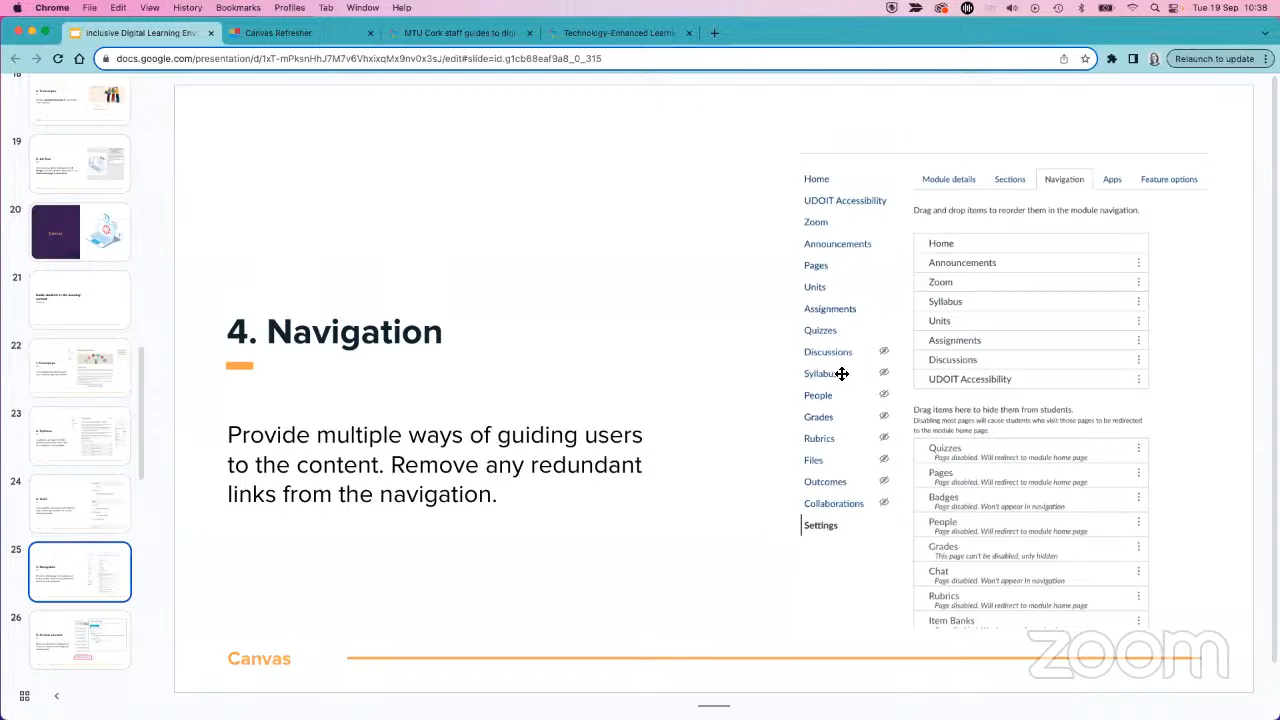 Chrome File Edit View History Bookmarks Profiles Tab Window Help Tue 19 Sep 10:38
Inclusive Digital Learning Env
Canvas Refresher
MTU Cork staff guides to digi
Technology-Enhanced Learni
docs.google.com/presentation/d/1xT-mPksnHhJ7M7v6VhxixqMx9nv0x3sJ/edit#slide=id.g1cb68eaf9a8_0_315
Relaunch to update
19
20
21
22
23
24
25
26
4. Navigation
Provide multiple ways of guiding users
to the content. Remove any redundant
links from the navigation.
Canvas
Home
UDOIT Accessibility
Zoom
Announcements
Pages
Units
Assignments
Quizzes
Discussions
Syllabus
People
Grades
Rubrics
Files
Outcomes
Collaborations
Settings
Module details Sections Navigation Apps Feature options
Drag and drop items to reorder them in the module navigation.
Home
Announcements
Zoom
Syllabus
Units
Assignments
Discussions
UDOIT Accessibility
Drag items here to hide them from students.
Disabling most pages will cause students who visit those pages to be redirected
to the module home page.
Quizzes
Page disabled. Will redirect to module home page
Pages
Page disabled. Will redirect to module home page
Badges
Page disabled. Won't appear in navigation
People
Page disabled. Will redirect to module home page
Grades
This page can't be disabled, only hidden
Chat
Page disabled. Won't appear in navigation
Rubrics
Page disabled. Will redirect to module home page
Item Banks
zoom